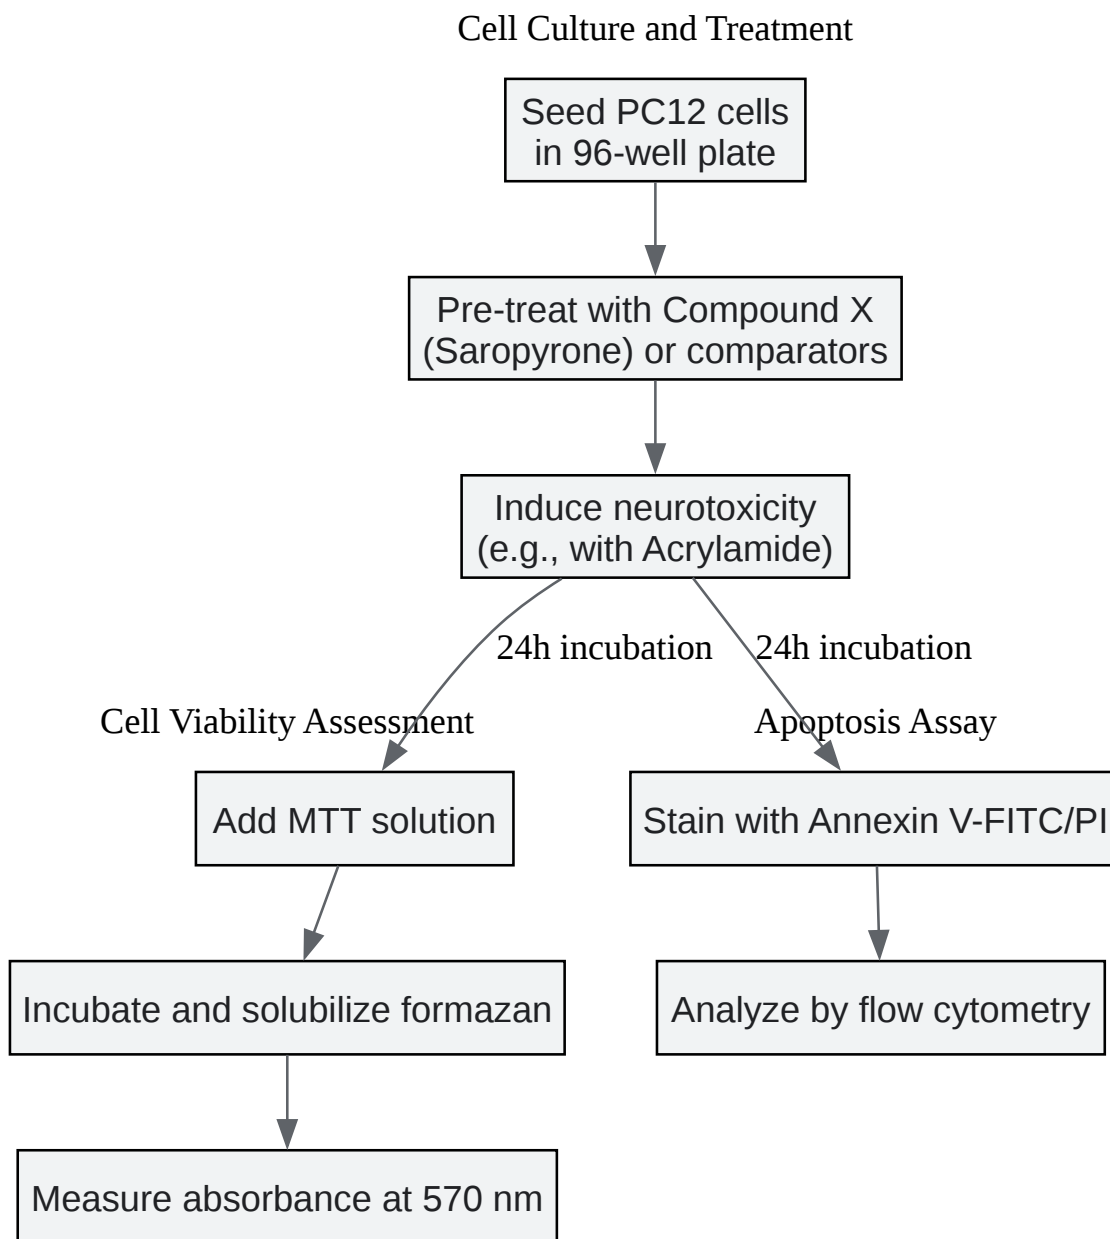 Cell Culture and Treatment
Seed PC12 cells
in 96-well plate
Pre-treat with Compound X
(Saropyrone) or comparators
Induce neurotoxicity
(e.g., with Acrylamide)
24h incubation
24h incubation
Cell Viability Assessment
Apoptosis Assay
Add MTT solution
Stain with Annexin V-FITC/PI
Incubate and solubilize formazan
Analyze by flow cytometry
Measure absorbance at 570 nm